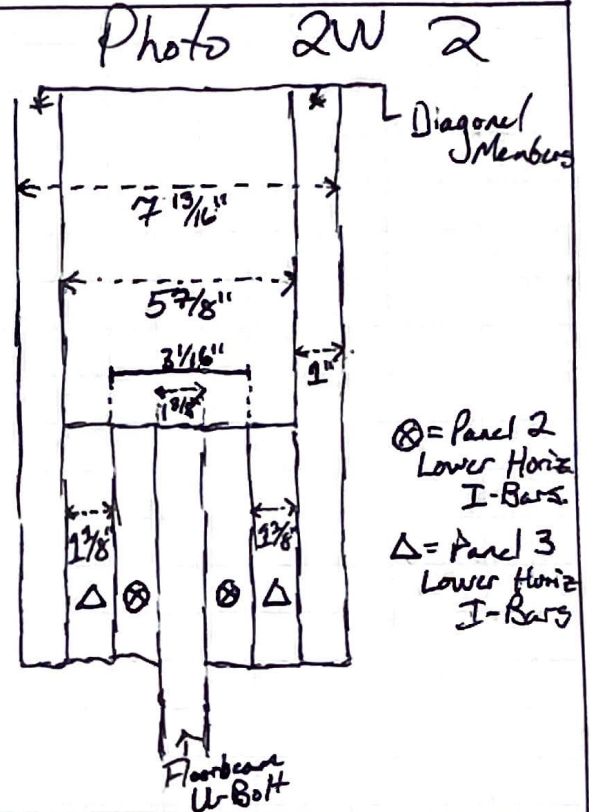 Photo 2W 2
Diagonal
Members
7 13/16"
5 7/8"
3 1/16"
1"
1 3/8"
1 3/8"
1 3/8"
⊗ = Panel 2
Lower Horiz
I-Bars.
△ = Panel 3
Lower Horiz
I-Bars
△ ⊗ ⊗ △
Floorbeam
U-Bolt